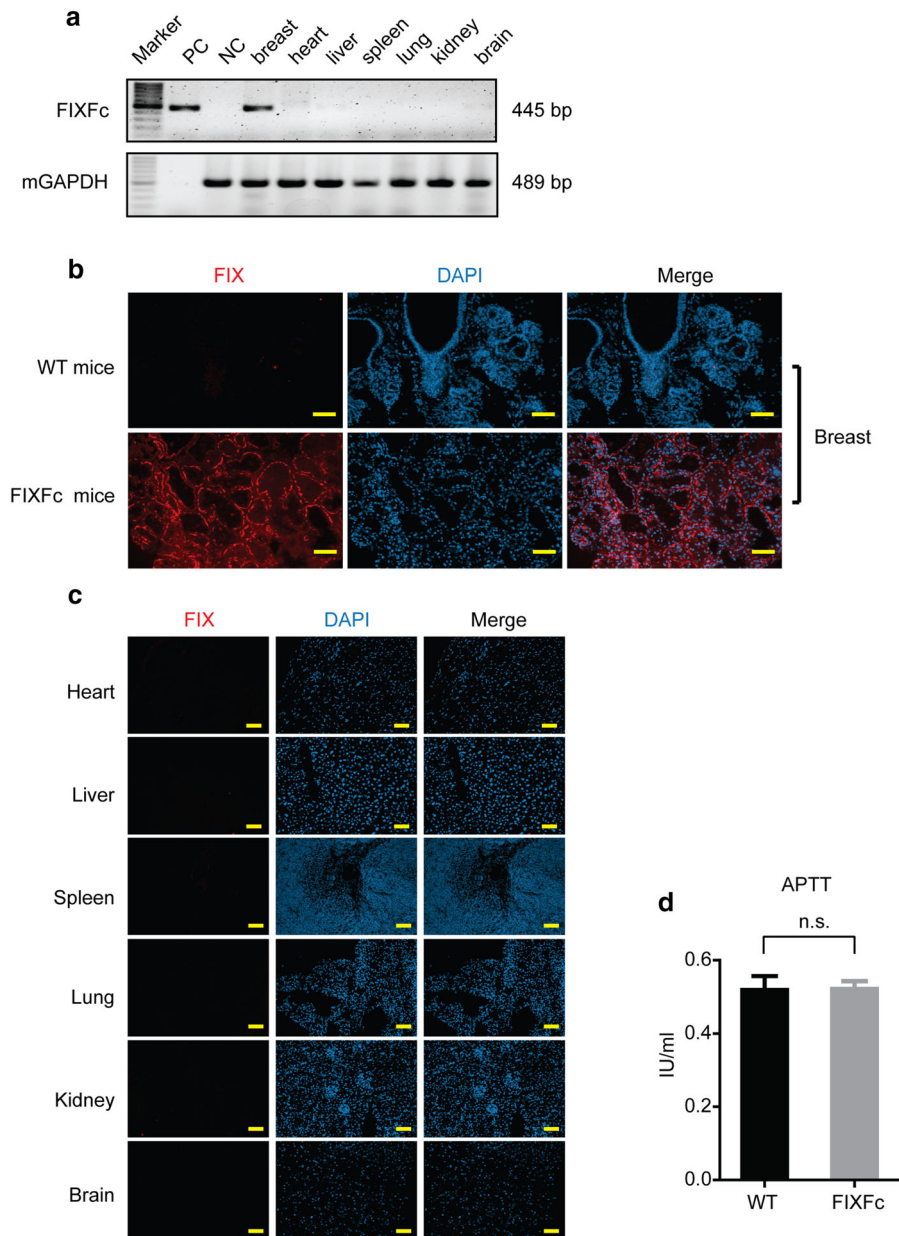 a
Marker PC NC breast heart liver spleen lung kidney brain
FIXFc 445 bp
mGAPDH 489 bp
b
FIX DAPI Merge
WT mice
FIXFc mice
Breast
c
FIX DAPI Merge
Heart
Liver
Spleen
Lung
Kidney
Brain
d
APTT
n.s.
IU/ml
0.6
0.4
0.2
0.0
WT FIXFc